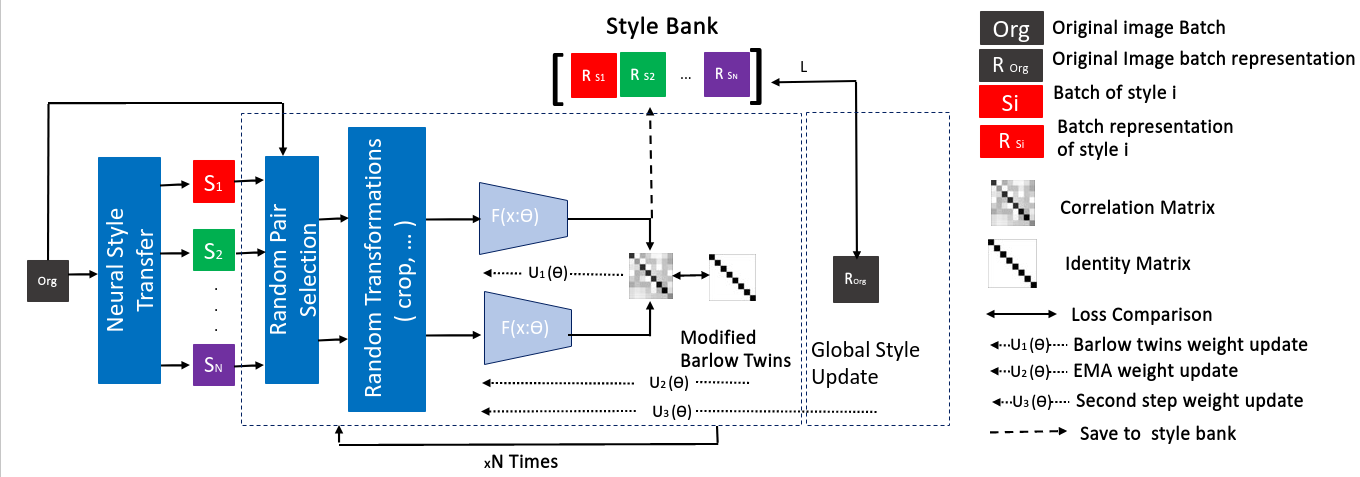 Style Bank
[ R S1 R S2 ... R SN ]
L
Org
Neural Style
Transfer
S1
S2
.
.
.
SN
Random Pair
Selection
Random Transformations
( crop, ... )
F(x:Ɵ)
F(x:Ɵ)
U1(Ɵ)
Modified
Barlow Twins
U2(Ɵ)
U3(Ɵ)
xN Times
ROrg
Global Style
Update
Org Original image Batch
R Org Original Image batch representation
Si Batch of style i
R Si Batch representation
of style i
Correlation Matrix
Identity Matrix
Loss Comparison
U1(Ɵ) Barlow twins weight update
U2(Ɵ) EMA weight update
U3(Ɵ) Second step weight update
Save to style bank